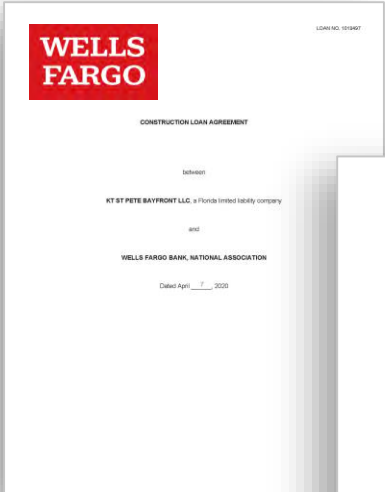 LOAN NO. 1019497
WELLS
FARGO
CONSTRUCTION LOAN AGREEMENT
between
KT ST PETE BAYFRONT LLC, a Florida limited liability company
and
WELLS FARGO BANK, NATIONAL ASSOCIATION
Dated April 7, 2020